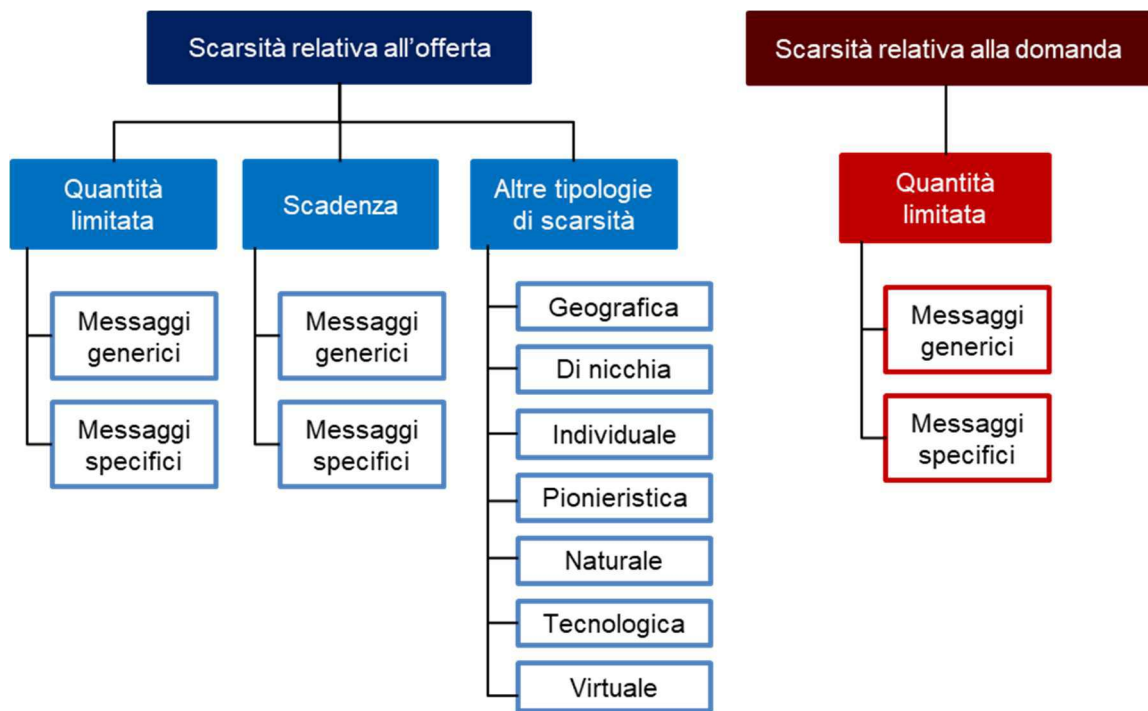 Scarsità relativa all'offerta
Scarsità relativa alla domanda
Quantità
limitata
Scadenza
Altre tipologie
di scarsità
Quantità
limitata
Messaggi
generici
Messaggi
specifici
Messaggi
generici
Messaggi
specifici
Geografica
Di nicchia
Individuale
Pionieristica
Naturale
Tecnologica
Virtuale
Messaggi
generici
Messaggi
specifici